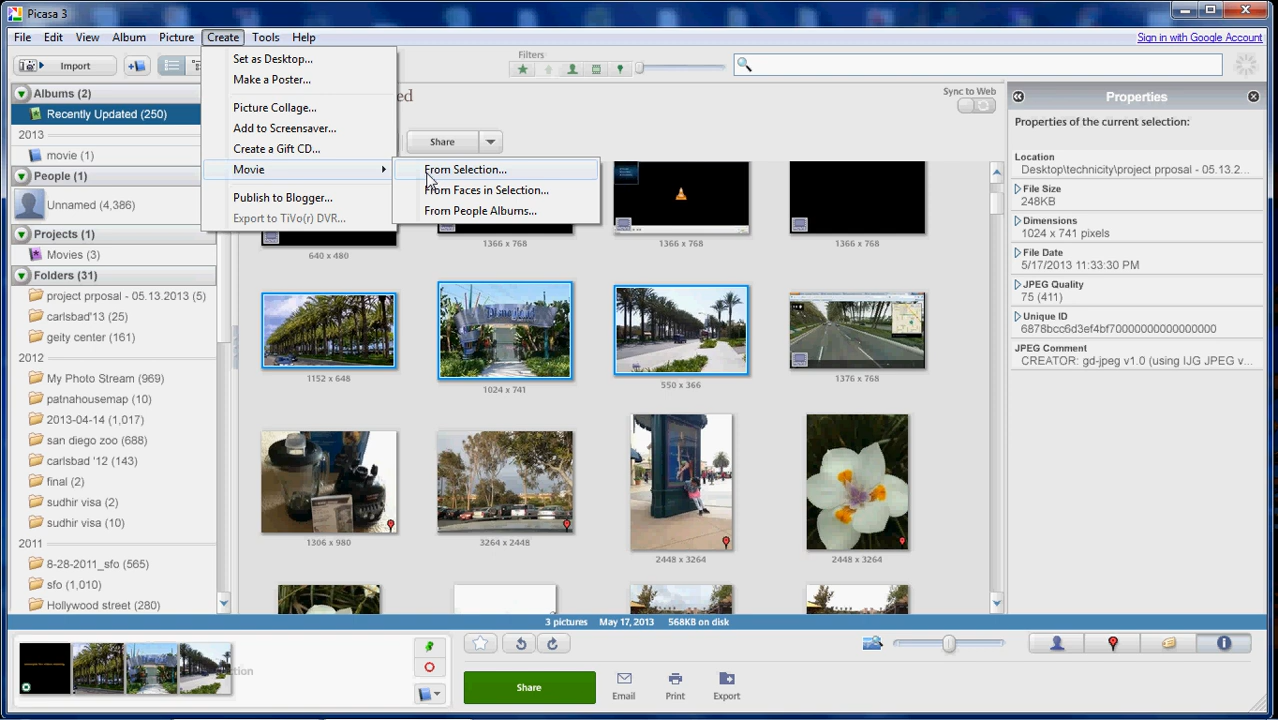 Picasa 3
File Edit View Album Picture Create Tools Help
Sign in with Google Account
Import
Filters
Albums (2)
Recently Updated (250)
2013
movie (1)
People (1)
Unnamed (4,386)
Projects (1)
Movies (3)
Folders (31)
project prposal - 05.13.2013 (5)
carlsbad'13 (25)
geity center (161)
2012
My Photo Stream (969)
patnahousemap (10)
2013-04-14 (1,017)
san diego zoo (688)
carlsbad '12 (143)
final (2)
sudhir visa (2)
sudhir visa (10)
2011
8-28-2011_sfo (565)
sfo (1,010)
Hollywood street (280)
Set as Desktop...
Make a Poster...
Picture Collage...
Add to Screensaver...
Create a Gift CD...
Movie
Publish to Blogger...
Export to TiVo(r) DVR...
From Selection...
From Faces in Selection...
From People Albums...
ed
Sync to Web
Share
640 x 480
1366 x 768
1366 x 768
1366 x 768
1152 x 648
1024 x 741
550 x 366
1376 x 768
1306 x 980
3264 x 2448
2448 x 3264
2448 x 3264
Properties
Properties of the current selection:
Location
Desktop\technicity\project prposal - 05....
File Size
248KB
Dimensions
1024 x 741 pixels
File Date
5/17/2013 11:33:30 PM
JPEG Quality
75 (411)
Unique ID
6878bcc6d3ef4bf70000000000000000
JPEG Comment
CREATOR: gd-jpeg v1.0 (using IJG JPEG v...
3 pictures May 17, 2013 568KB on disk
ction
Share
Email
Print
Export